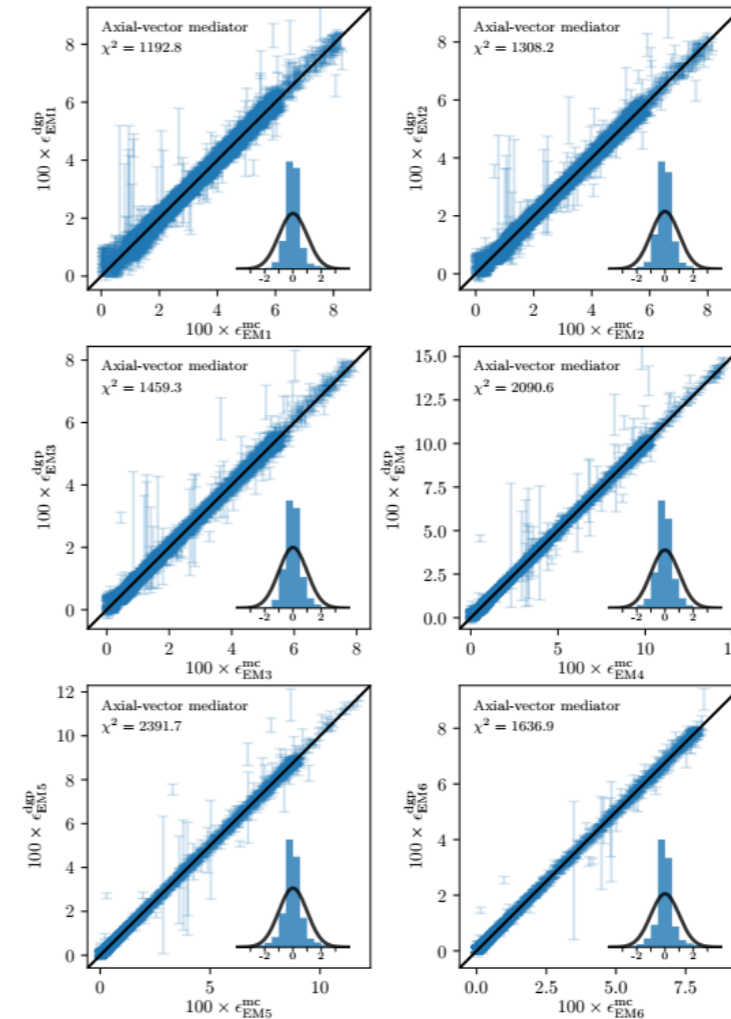 Axial-vector mediator
χ² = 1192.8
100 × ϵ^dgp_EM1
8
6
4
2
0
-2 0 2
0 2 4 6 8
100 × ϵ^mc_EM1
Axial-vector mediator
χ² = 1308.2
100 × ϵ^dgp_EM2
8
6
4
2
0
-2 0 2
0 2 4 6 8
100 × ϵ^mc_EM2
Axial-vector mediator
χ² = 1459.3
100 × ϵ^dgp_EM3
8
6
4
2
0
-2 0 2
0 2 4 6 8
100 × ϵ^mc_EM3
Axial-vector mediator
χ² = 2090.6
100 × ϵ^dgp_EM4
15.0
12.5
10.0
7.5
5.0
2.5
0.0
-2 0 2
0 5 10
100 × ϵ^mc_EM4
Axial-vector mediator
χ² = 2391.7
100 × ϵ^dgp_EM5
12
10
8
6
4
2
0
-2 0 2
0 5 10
100 × ϵ^mc_EM5
Axial-vector mediator
χ² = 1636.9
100 × ϵ^dgp_EM6
8
6
4
2
0
-2 0 2
0.0 2.5 5.0 7.5
100 × ϵ^mc_EM6